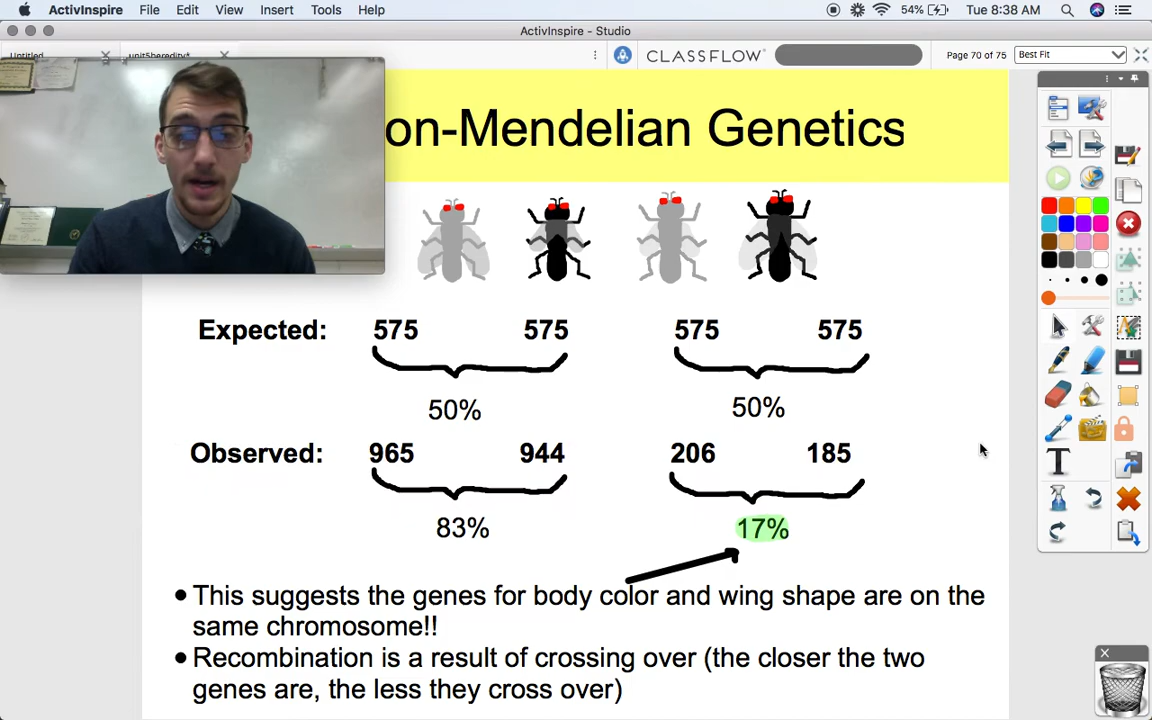 ActivInspire File Edit View Insert Tools Help 54% Tue 8:38 AM
ActivInspire - Studio
Untitled unit5heredity* CLASSFLOW Page 70 of 75 Best Fit
on-Mendelian Genetics
Expected: 575 575 575 575
50% 50%
Observed: 965 944 206 185
83% 17%
T
• This suggests the genes for body color and wing shape are on the
same chromosome!!
• Recombination is a result of crossing over (the closer the two
genes are, the less they cross over)